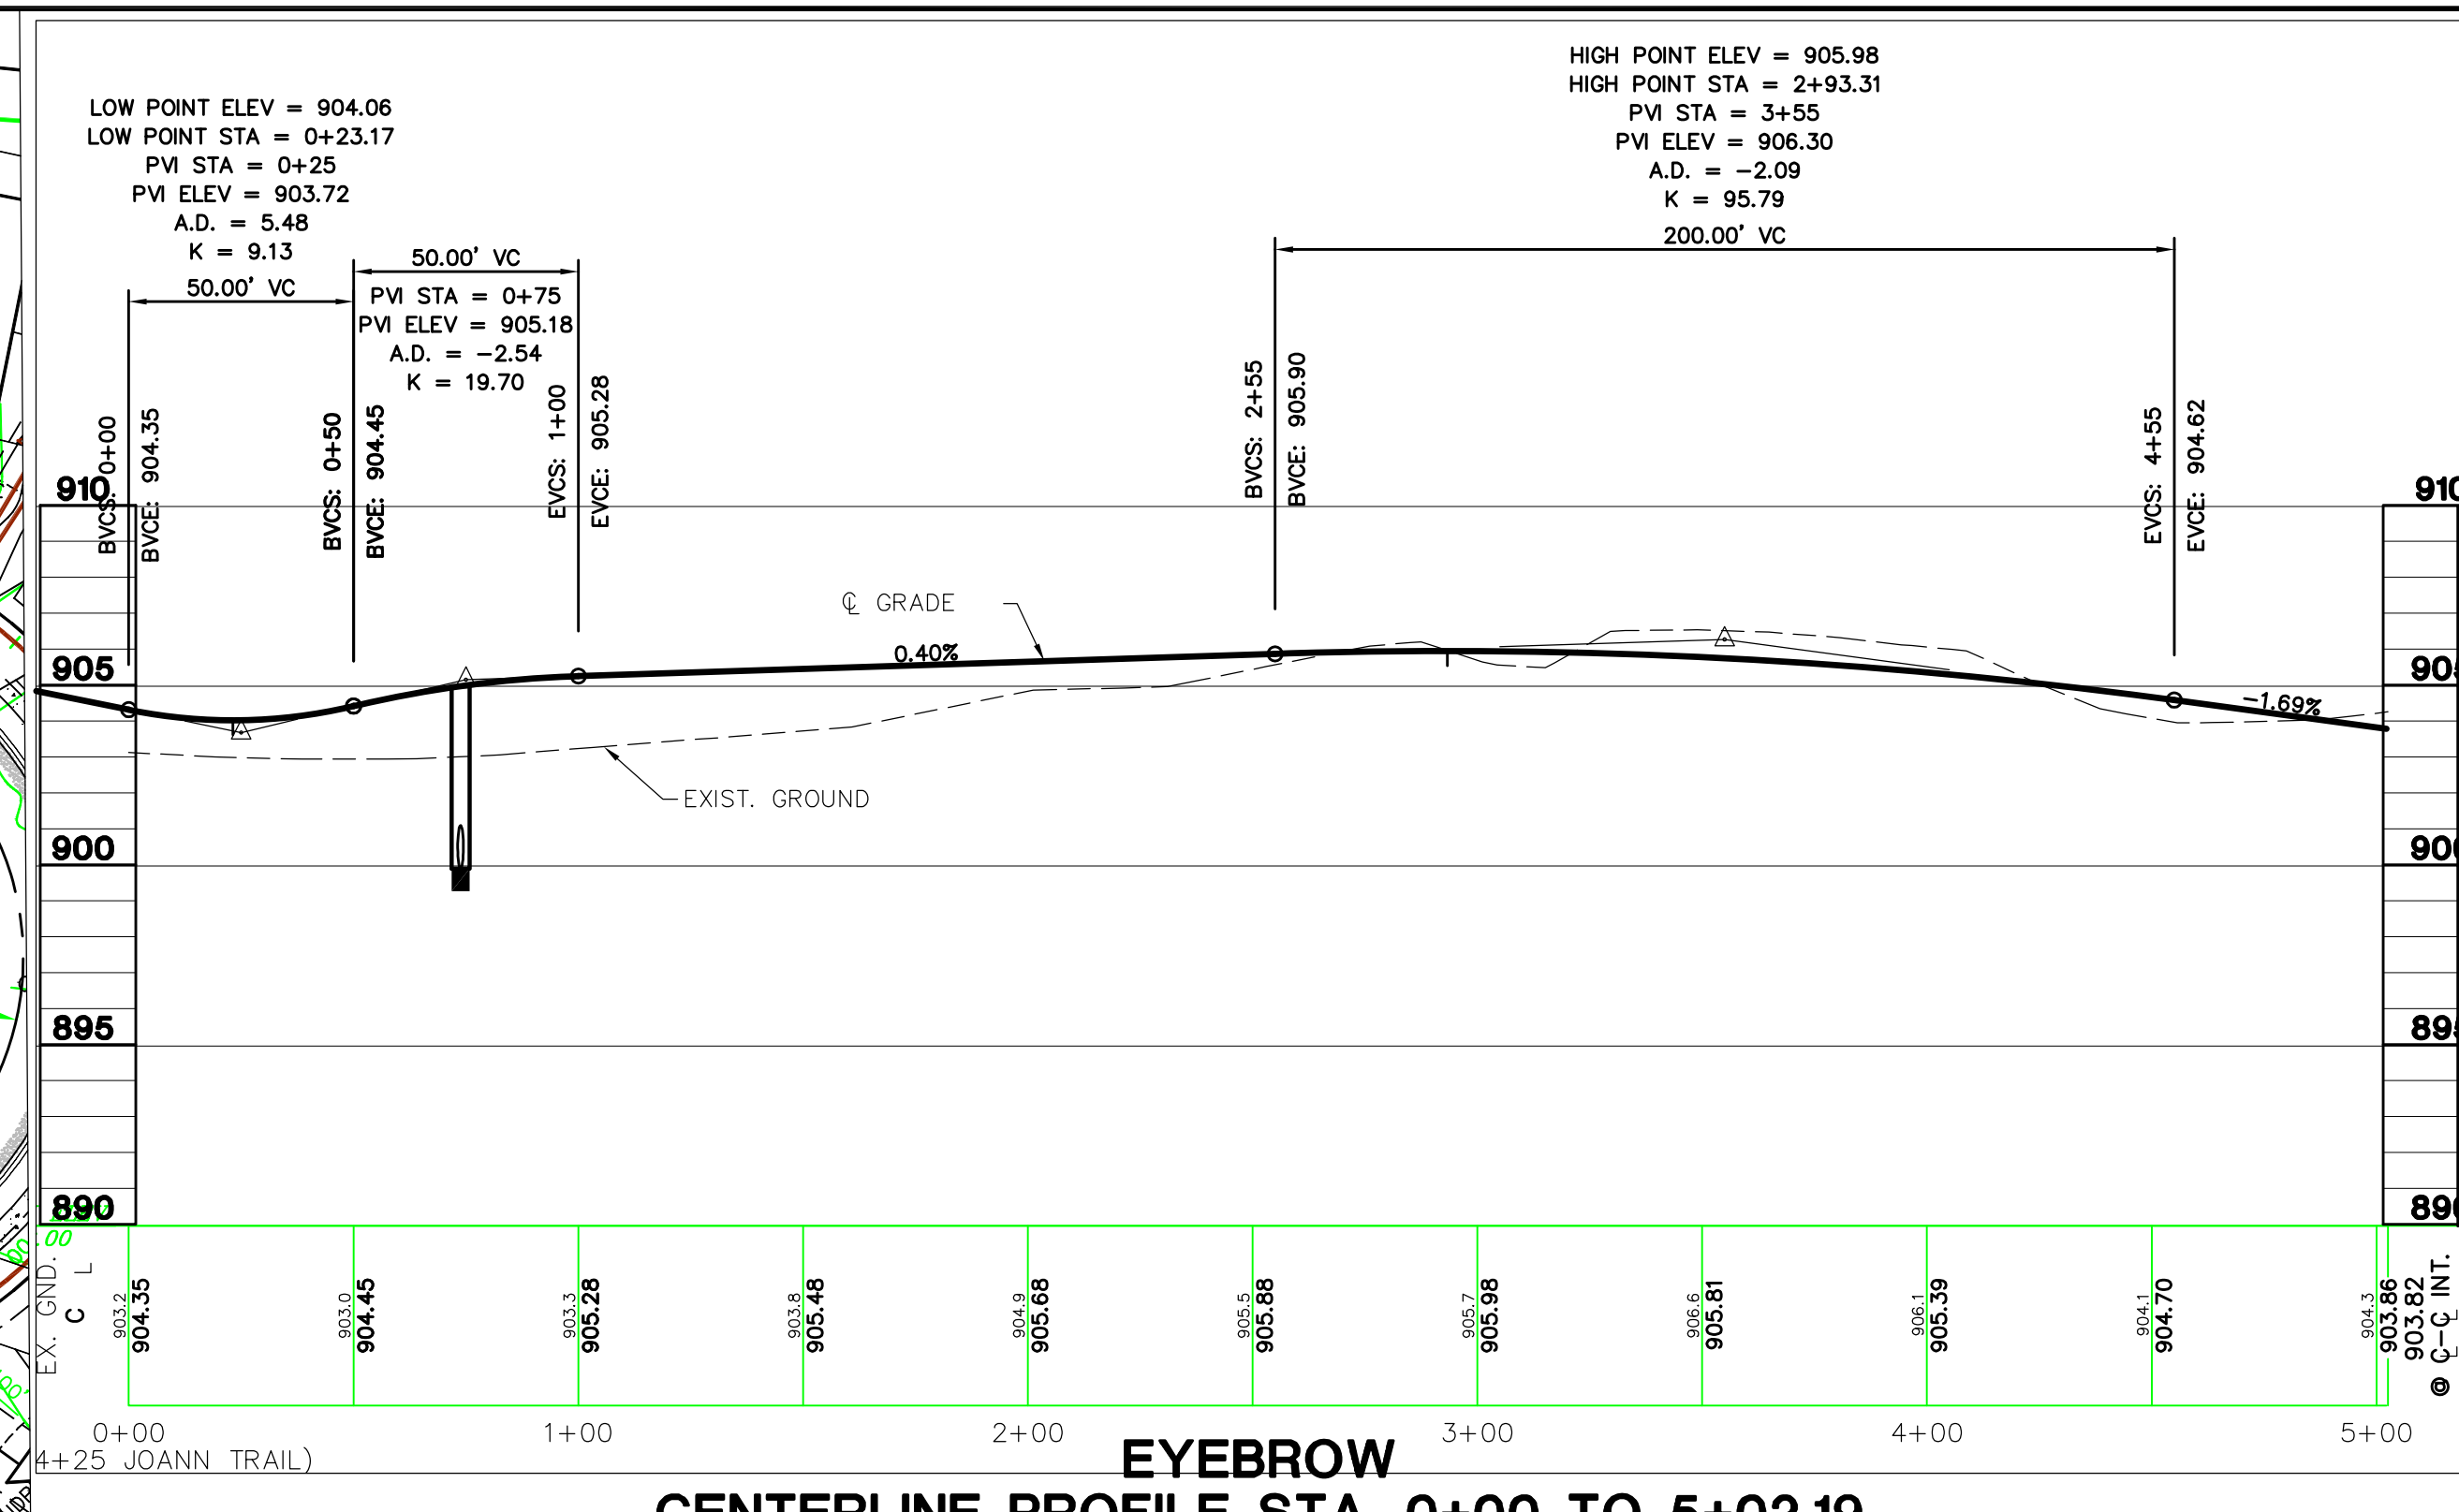 HIGH POINT ELEV = 905.98
HIGH POINT STA = 2+93.31
PVI STA = 3+55
PVI ELEV = 906.30
A.D. = -2.09
K = 95.79
200.00' VC
LOW POINT ELEV = 904.06
LOW POINT STA = 0+23.17
PVI STA = 0+25
PVI ELEV = 903.72
A.D. = 5.48
K = 9.13
50.00' VC
50.00' VC
PVI STA = 0+75
PVI ELEV = 905.18
A.D. = -2.54
K = 19.70
BVCS: 0+00
BVCE: 904.35
BVCS: 0+50
BVCE: 904.45
EVCS: 1+00
EVCE: 905.28
BVCS: 2+55
BVCE: 905.90
EVCS: 4+55
EVCE: 904.62
910
905
900
895
890
℄ GRADE
0.40%
-1.69%
EXIST. GROUND
EX. GND.
C L
903.2
904.35
903.0
904.45
903.3
905.28
903.8
905.48
904.9
905.68
905.5
905.88
905.7
905.98
906.6
905.81
906.1
905.39
904.1
904.70
904.3
903.86
903.82
@ ℄-℄ INT.
0+00
1+00
2+00
3+00
4+00
5+00
4+25 JOANN TRAIL)
EYEBROW
CENTERLINE PROFILE STA. 0+00 TO 5+02.19